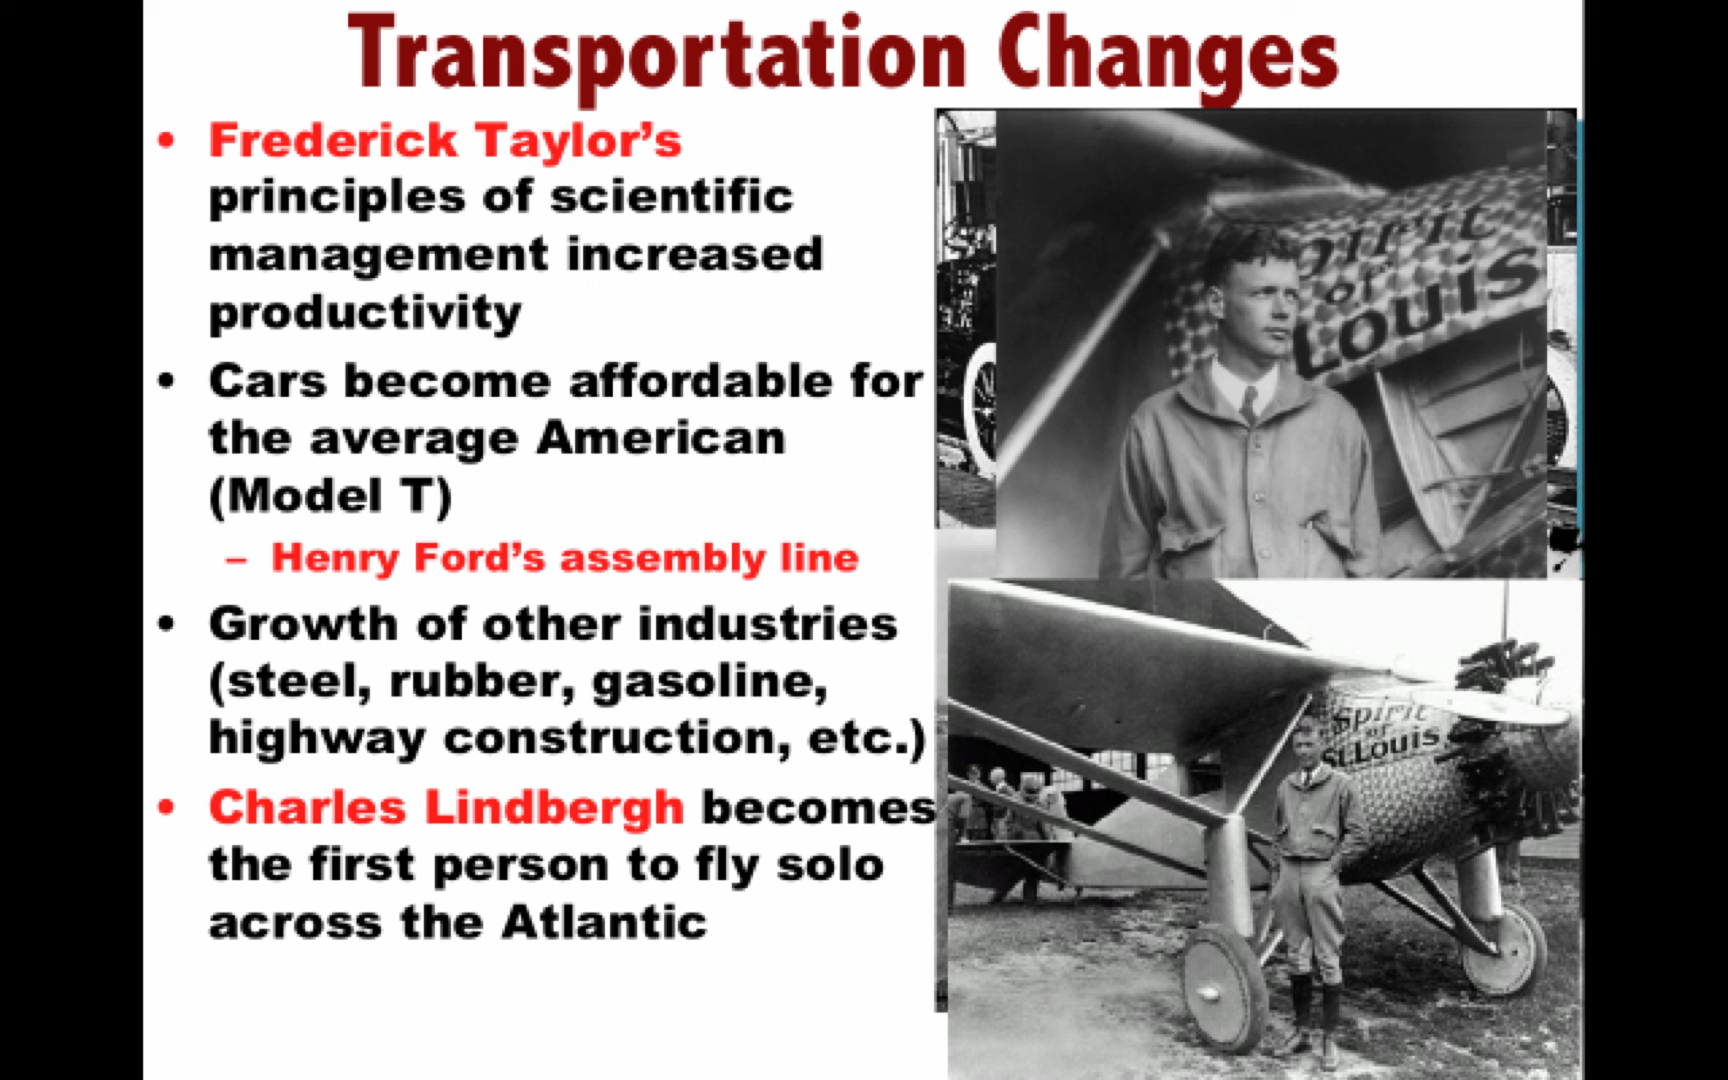 Transportation Changes
• Frederick Taylor's
principles of scientific
management increased
productivity
• Cars become affordable for
the average American
(Model T)
– Henry Ford's assembly line
• Growth of other industries
(steel, rubber, gasoline,
highway construction, etc.)
• Charles Lindbergh becomes
the first person to fly solo
across the Atlantic
Spirit
of
Louis
Spirit
of
St.Louis